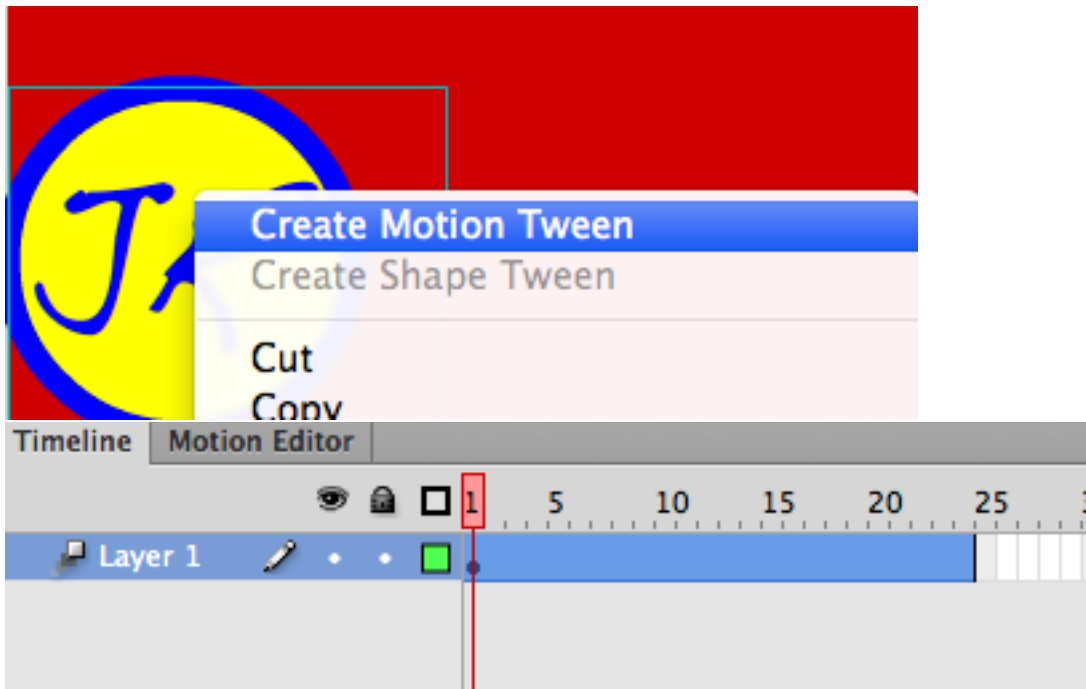 Create Motion Tween
Create Shape Tween
Cut
Copy
Timeline Motion Editor
1 5 10 15 20 25
Layer 1